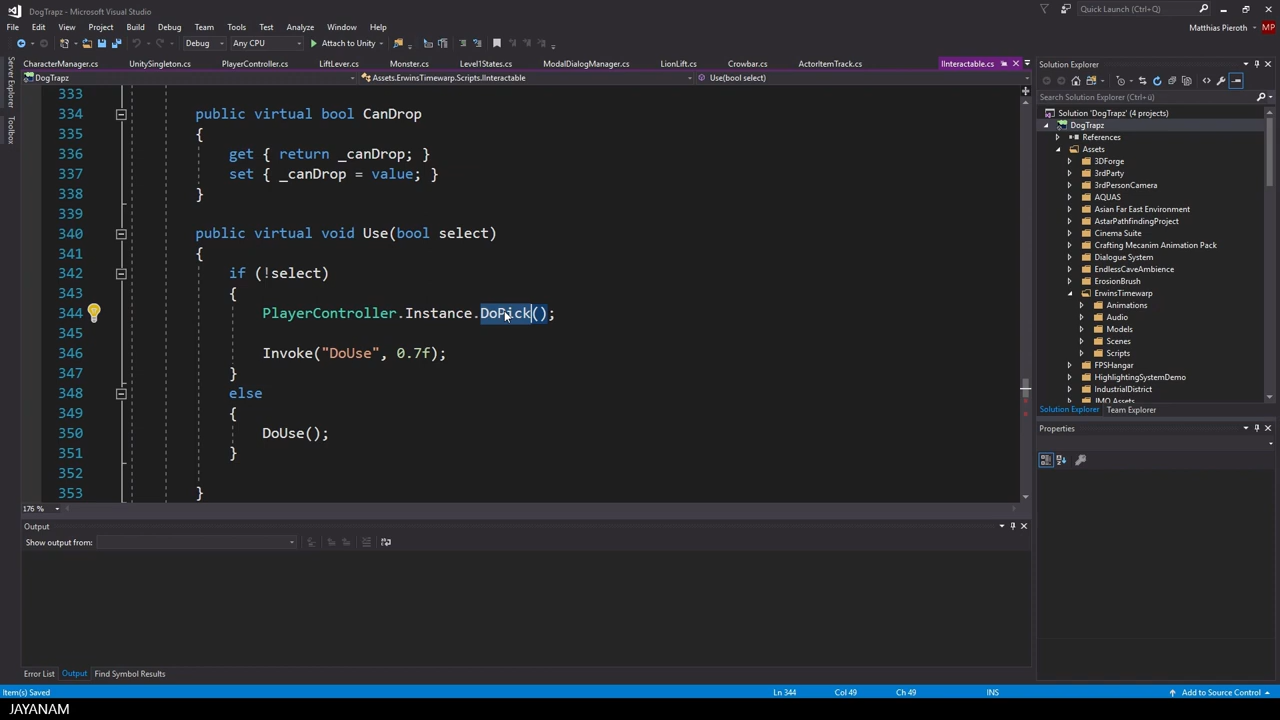 DogTrapz - Microsoft Visual Studio
Quick Launch (Ctrl+Q)
File Edit View Project Build Debug Team Tools Test Analyze Window Help
Matthias Pieroth MP
Debug Any CPU Attach to Unity
CharacterManager.cs UnitySingleton.cs PlayerController.cs LiftLever.cs Monster.cs Level1States.cs ModalDialogManager.cs LionLift.cs Crowbar.cs ActorItemTrack.cs IInteractable.cs
DogTrapz Assets.ErwinsTimewarp.Scripts.IInteractable Use(bool select)
Server Explorer
Toolbox
333
334 public virtual bool CanDrop
335 {
336 get { return _canDrop; }
337 set { _canDrop = value; }
338 }
339
340 public virtual void Use(bool select)
341 {
342 if (!select)
343 {
344 PlayerController.Instance.DoPick();
345
346 Invoke("DoUse", 0.7f);
347 }
348 else
349 {
350 DoUse();
351 }
352
353 }
176 %
Solution Explorer
Search Solution Explorer (Ctrl+ü)
Solution 'DogTrapz' (4 projects)
DogTrapz
References
Assets
3DForge
3rdParty
3rdPersonCamera
AQUAS
Asian Far East Environment
AstarPathfindingProject
Cinema Suite
Crafting Mecanim Animation Pack
Dialogue System
EndlessCaveAmbience
ErosionBrush
ErwinsTimewarp
Animations
Audio
Models
Scenes
Scripts
FPSHangar
HighlightingSystemDemo
IndustrialDistrict
IMO Assets
Solution Explorer Team Explorer
Properties
Output
Show output from:
Error List Output Find Symbol Results
Item(s) Saved Ln 344 Col 49 Ch 49 INS Add to Source Control
JAYANAM